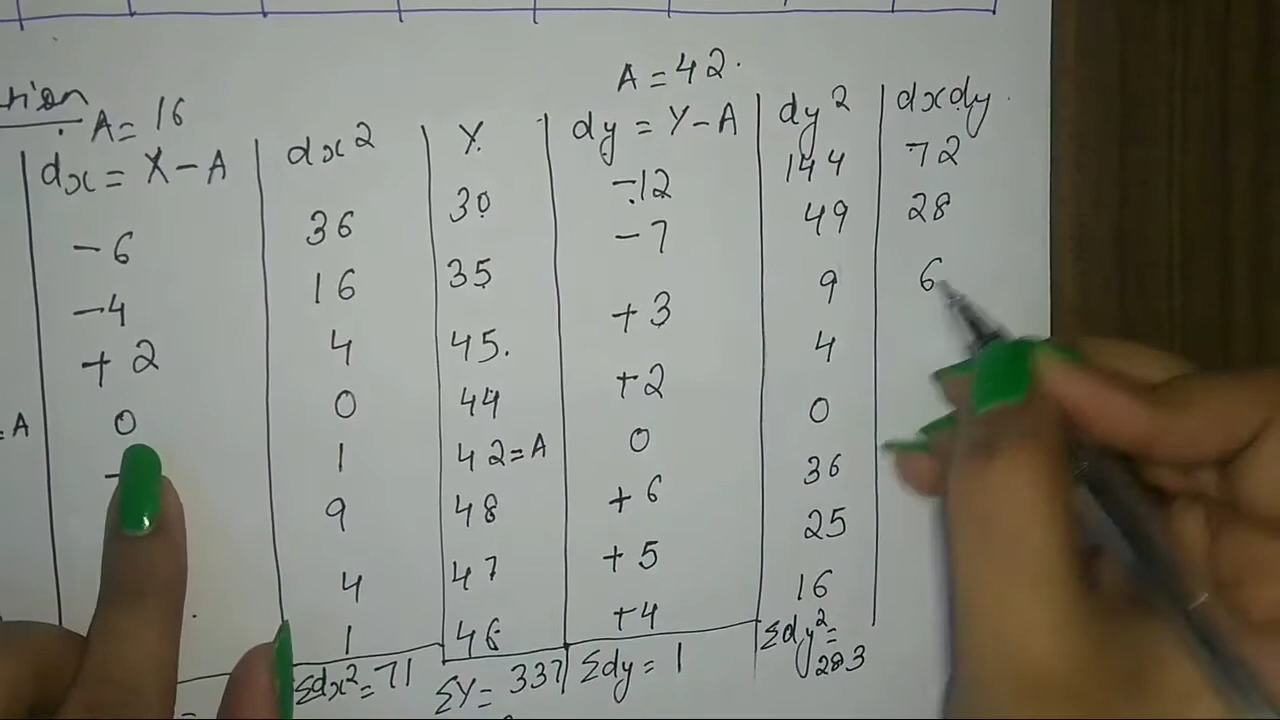 A = 42.
A = 16
dx = X - A dx² Y. dy = Y - A dy² dxdy.
- 6 36 30 - 12 144 72
- 4 16 35 - 7 49 28
+ 2 4 45. + 3 9 6
= A 0 0 44 +2 4
- 1 42 = A 0 0
9 48 + 6 36
4 47 + 5 25
1 46 +4 16
Σdx² = 71 ΣY = 337 Σdy = 1 Σdy² = 283